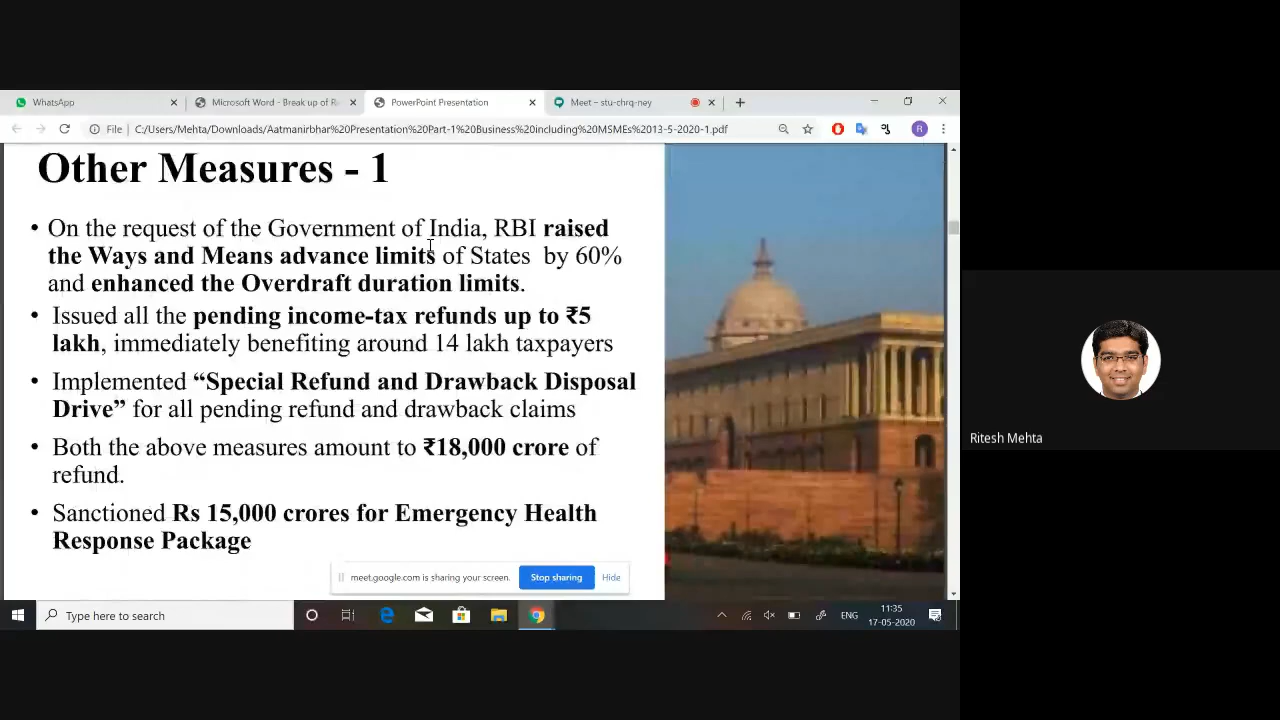 WhatsApp
Microsoft Word - Break up of R
PowerPoint Presentation
Meet – stu-chrq-ney
File
C:/Users/Mehta/Downloads/Aatmanirbhar%20Presentation%20Part-1%20Business%20including%20MSMEs%2013-5-2020-1.pdf
R
Other Measures - 1
• On the request of the Government of India, RBI raised
the Ways and Means advance limits of States by 60%
and enhanced the Overdraft duration limits.
• Issued all the pending income-tax refunds up to ₹5
lakh, immediately benefiting around 14 lakh taxpayers
• Implemented “Special Refund and Drawback Disposal
Drive” for all pending refund and drawback claims
• Both the above measures amount to ₹18,000 crore of
refund.
• Sanctioned Rs 15,000 crores for Emergency Health
Response Package
Ritesh Mehta
meet.google.com is sharing your screen.
Stop sharing
Hide
Type here to search
ENG
11:35
17-05-2020